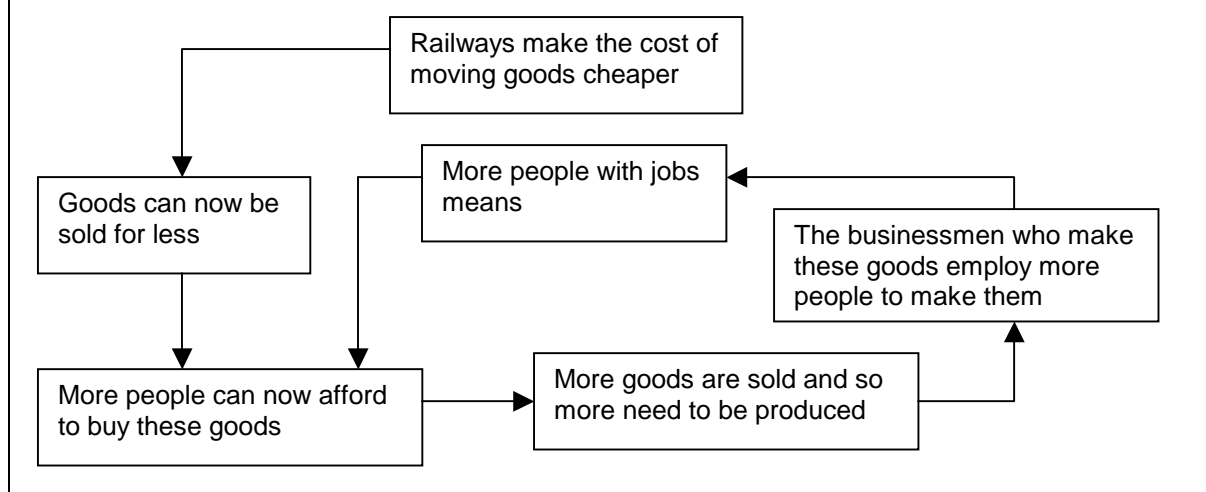 Railways make the cost of
moving goods cheaper
Goods can now be
sold for less
More people can now afford
to buy these goods
More goods are sold and so
more need to be produced
The businessmen who make
these goods employ more
people to make them
More people with jobs
means